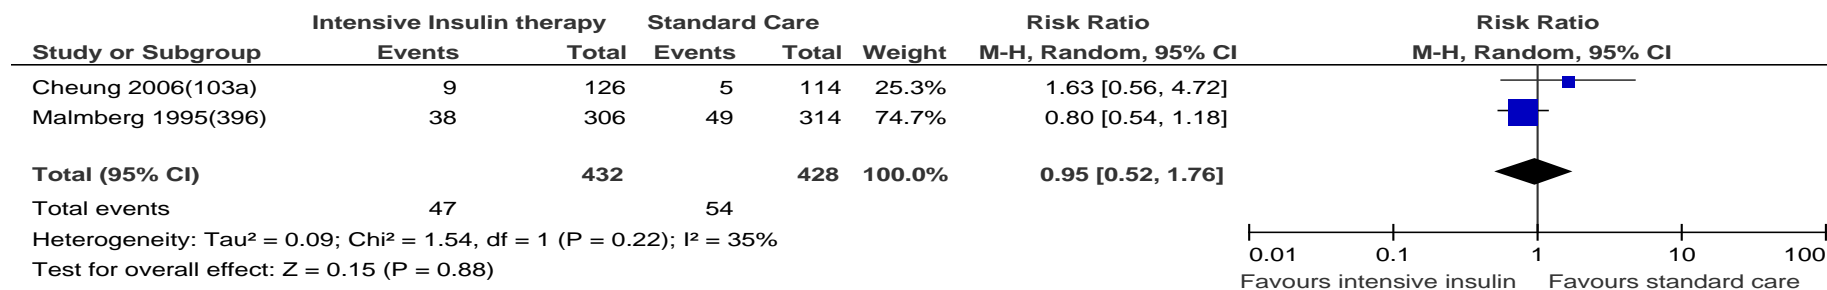 Intensive Insulin therapy Standard Care Risk Ratio Risk Ratio
Study or Subgroup Events Total Events Total Weight M-H, Random, 95% CI M-H, Random, 95% CI
Cheung 2006(103a) 9 126 5 114 25.3% 1.63 [0.56, 4.72]
Malmberg 1995(396) 38 306 49 314 74.7% 0.80 [0.54, 1.18]
Total (95% CI) 432 428 100.0% 0.95 [0.52, 1.76]
Total events 47 54
Heterogeneity: Tau² = 0.09; Chi² = 1.54, df = 1 (P = 0.22); I² = 35%
Test for overall effect: Z = 0.15 (P = 0.88)
0.01 0.1 1 10 100
Favours intensive insulin Favours standard care